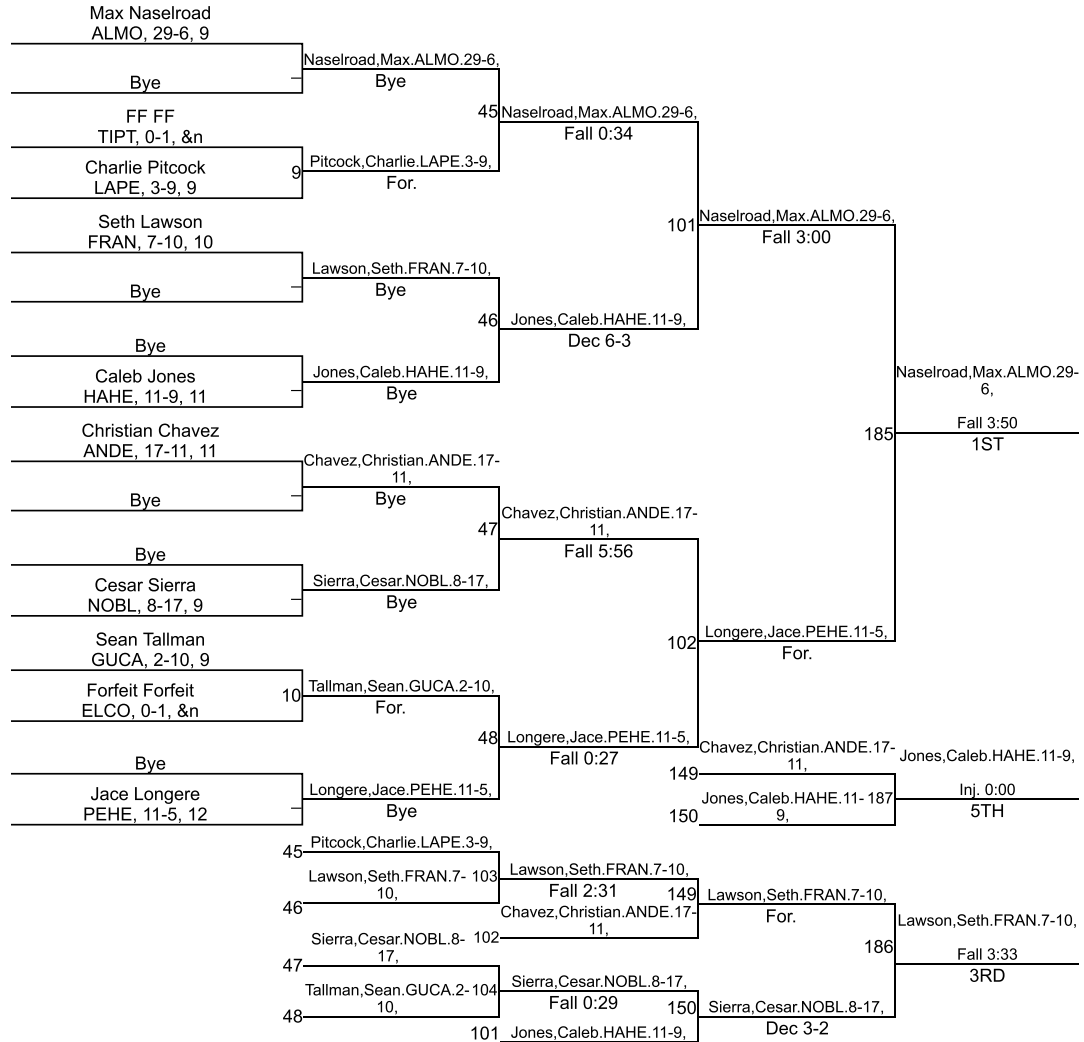 Max Naselroad
ALMO, 29-6, 9
Bye
Naselroad,Max.ALMO.29-6,
Bye
FF FF
TIPT, 0-1, &n
Charlie Pitcock
LAPE, 3-9, 9
9
Pitcock,Charlie.LAPE.3-9,
For.
45
Naselroad,Max.ALMO.29-6,
Fall 0:34
Seth Lawson
FRAN, 7-10, 10
Bye
Lawson,Seth.FRAN.7-10,
Bye
Bye
Caleb Jones
HAHE, 11-9, 11
Jones,Caleb.HAHE.11-9,
Bye
46
Jones,Caleb.HAHE.11-9,
Dec 6-3
101
Naselroad,Max.ALMO.29-6,
Fall 3:00
Christian Chavez
ANDE, 17-11, 11
Bye
Chavez,Christian.ANDE.17-
11,
Bye
Bye
Cesar Sierra
NOBL, 8-17, 9
Sierra,Cesar.NOBL.8-17,
Bye
47
Chavez,Christian.ANDE.17-
11,
Fall 5:56
Sean Tallman
GUCA, 2-10, 9
Forfeit Forfeit
ELCO, 0-1, &n
10
Tallman,Sean.GUCA.2-10,
For.
Bye
Jace Longere
PEHE, 11-5, 12
Longere,Jace.PEHE.11-5,
Bye
48
Longere,Jace.PEHE.11-5,
Fall 0:27
102
Longere,Jace.PEHE.11-5,
For.
185
Naselroad,Max.ALMO.29-
6,
Fall 3:50
1ST
149
Chavez,Christian.ANDE.17-
11,
150
Jones,Caleb.HAHE.11-
9,
187
Jones,Caleb.HAHE.11-9,
Inj. 0:00
5TH
45
Pitcock,Charlie.LAPE.3-9,
46
Lawson,Seth.FRAN.7-
10,
103
Lawson,Seth.FRAN.7-10,
Fall 2:31
102
Chavez,Christian.ANDE.17-
11,
149
Lawson,Seth.FRAN.7-10,
For.
47
Sierra,Cesar.NOBL.8-
17,
48
Tallman,Sean.GUCA.2-
10,
104
Sierra,Cesar.NOBL.8-17,
Fall 0:29
101
Jones,Caleb.HAHE.11-9,
150
Sierra,Cesar.NOBL.8-17,
Dec 3-2
186
Lawson,Seth.FRAN.7-10,
Fall 3:33
3RD